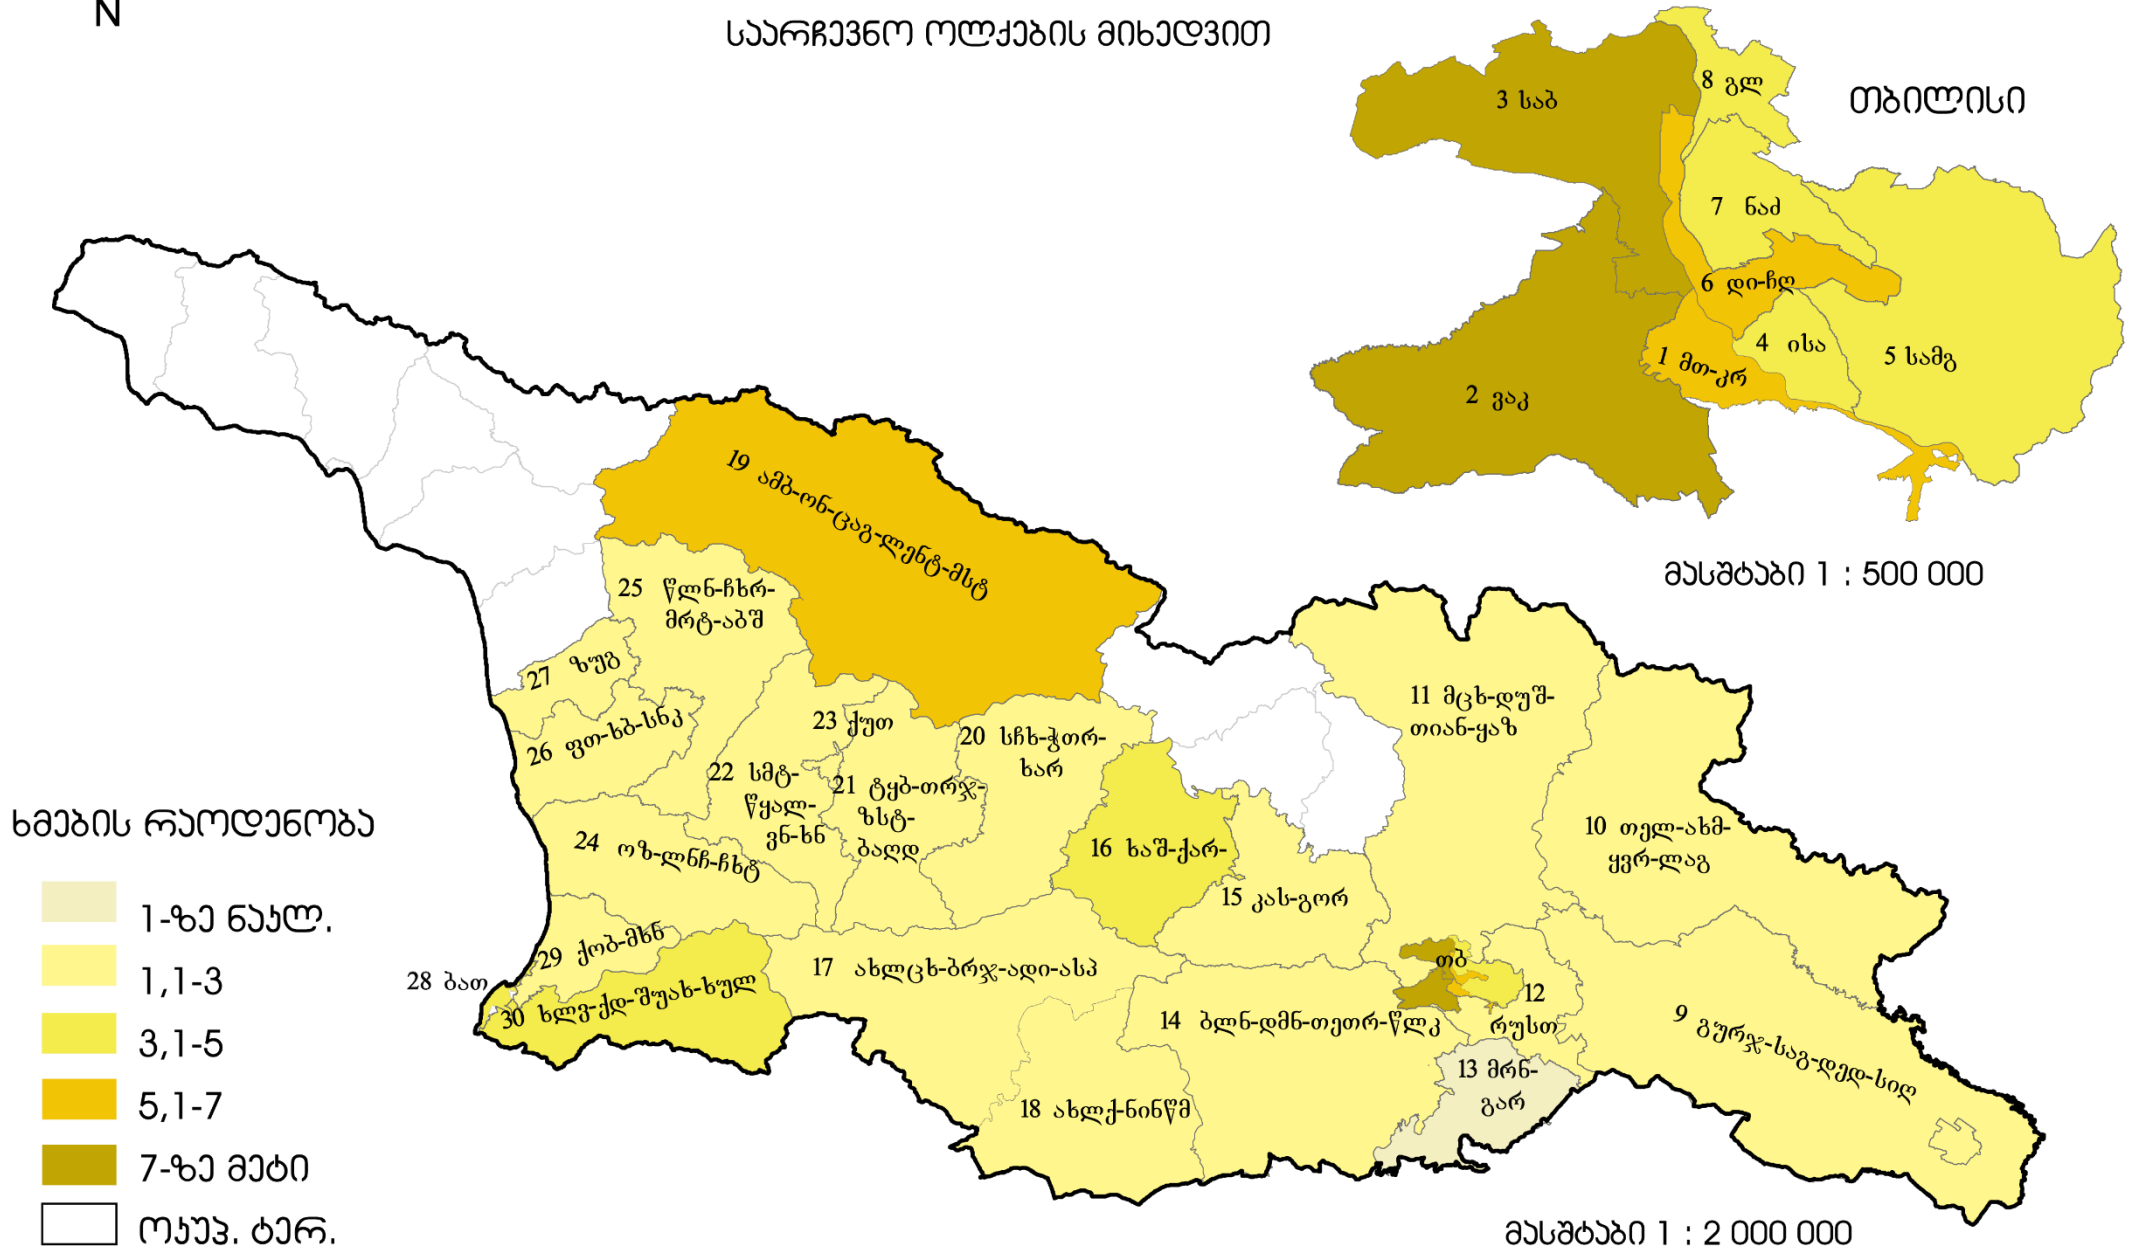 N
საარჩევნო ოლქების მიხედვით
თბილისი
8 გლ
3 საბ
7 ნაძ
6 დი-ჩღ
4 ისა
5 სამგ
1 მთ-კრ
2 ვაკ
მასშტაბი 1 : 500 000
19 ამბ-ონ-ცაგ-ლენტ-მსტ
25 წლნ-ჩხრ-
მრტ-აბშ
27 ზუგ
26 ფთ-ხბ-სნკ
23 ქუთ
20 სჩხ-ჭთრ-
ხარ
22 სმტ-
წყალ-
ვნ-ხნ
21 ტყბ-თრჯ-
ზსტ-
ბაღდ
11 მცხ-დუშ-
თიან-ყაზ
10 თელ-ახმ-
ყვრ-ლაგ
24 ოზ-ლნჩ-ჩხტ
16 ხაშ-ქარ-
15 კას-გორ
29 ქობ-მხნ
28 ბათ
30 ხლვ-ქდ-შუახ-ხულ
17 ახლცხ-ბრჯ-ადი-ასპ
თბ
12
რუსთ
14 ბლნ-დმნ-თეთრ-წლკ
9 გურჯ-საგ-დედ-სიღ
13 მრნ-
გარ
18 ახლქ-ნინწმ
ხმების რაოდენობა
1-ზე ნაკლ.
1,1-3
3,1-5
5,1-7
7-ზე მეტი
ოკუპ. ტერ.
მასშტაბი 1 : 2 000 000